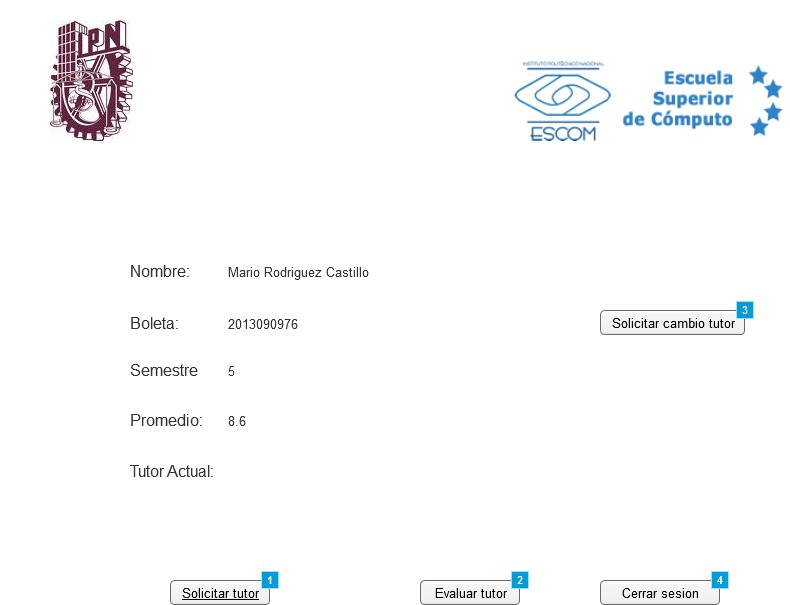 IPN
INSTITUTO POLITÉCNICO NACIONAL
ESCOM
Escuela
Superior
de Cómputo
Nombre: Mario Rodriguez Castillo
Boleta: 2013090976
3
Solicitar cambio tutor
Semestre 5
Promedio: 8.6
Tutor Actual:
1
Solicitar tutor
2
Evaluar tutor
4
Cerrar sesion